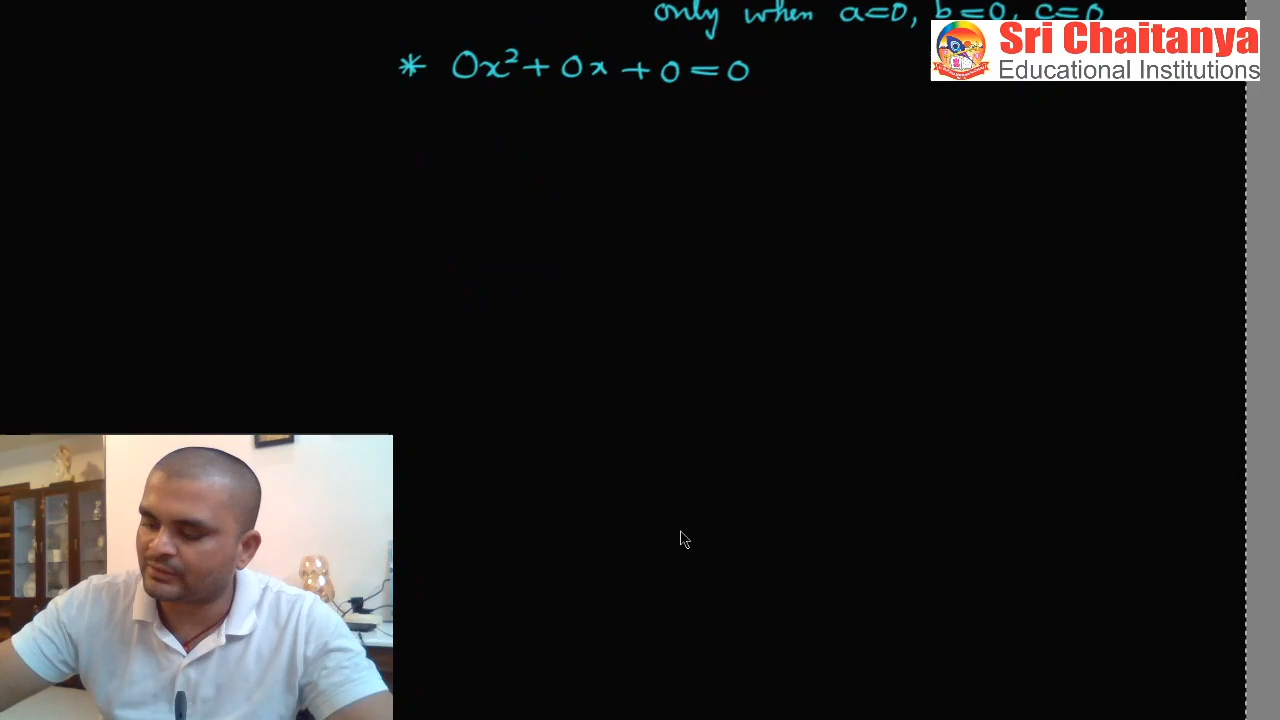 only when a=0, b=0, c=0
* 0x² + 0x + 0 = 0
Sri Chaitanya
Educational Institutions